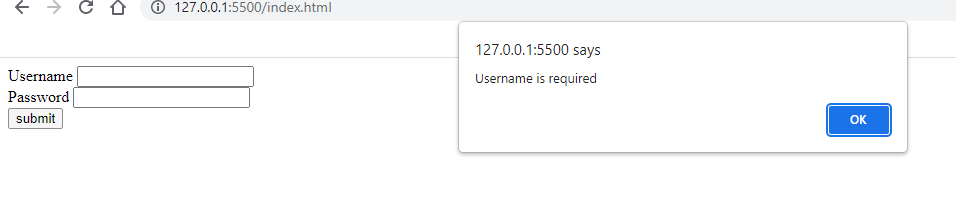 127.0.0.1:5500/index.html
127.0.0.1:5500 says
Username is required
OK
Username
Password
submit